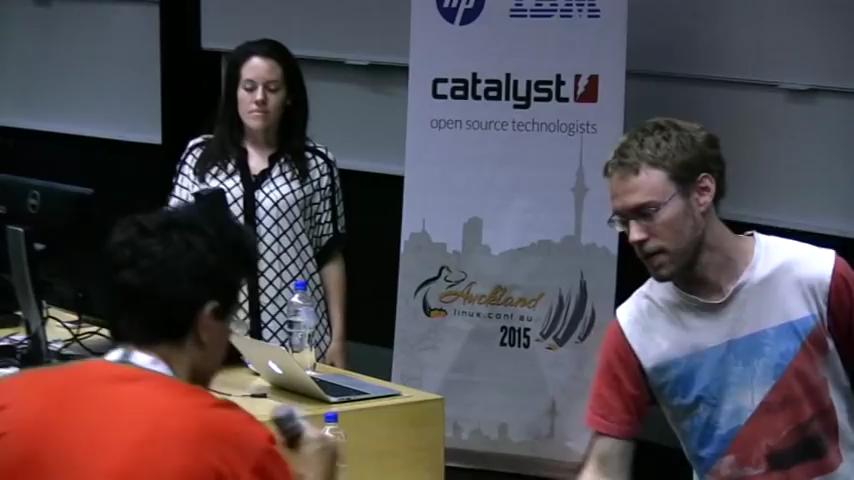 hp
IBM
catalyst
open source technologists
Auckland
linux.conf.au
2015